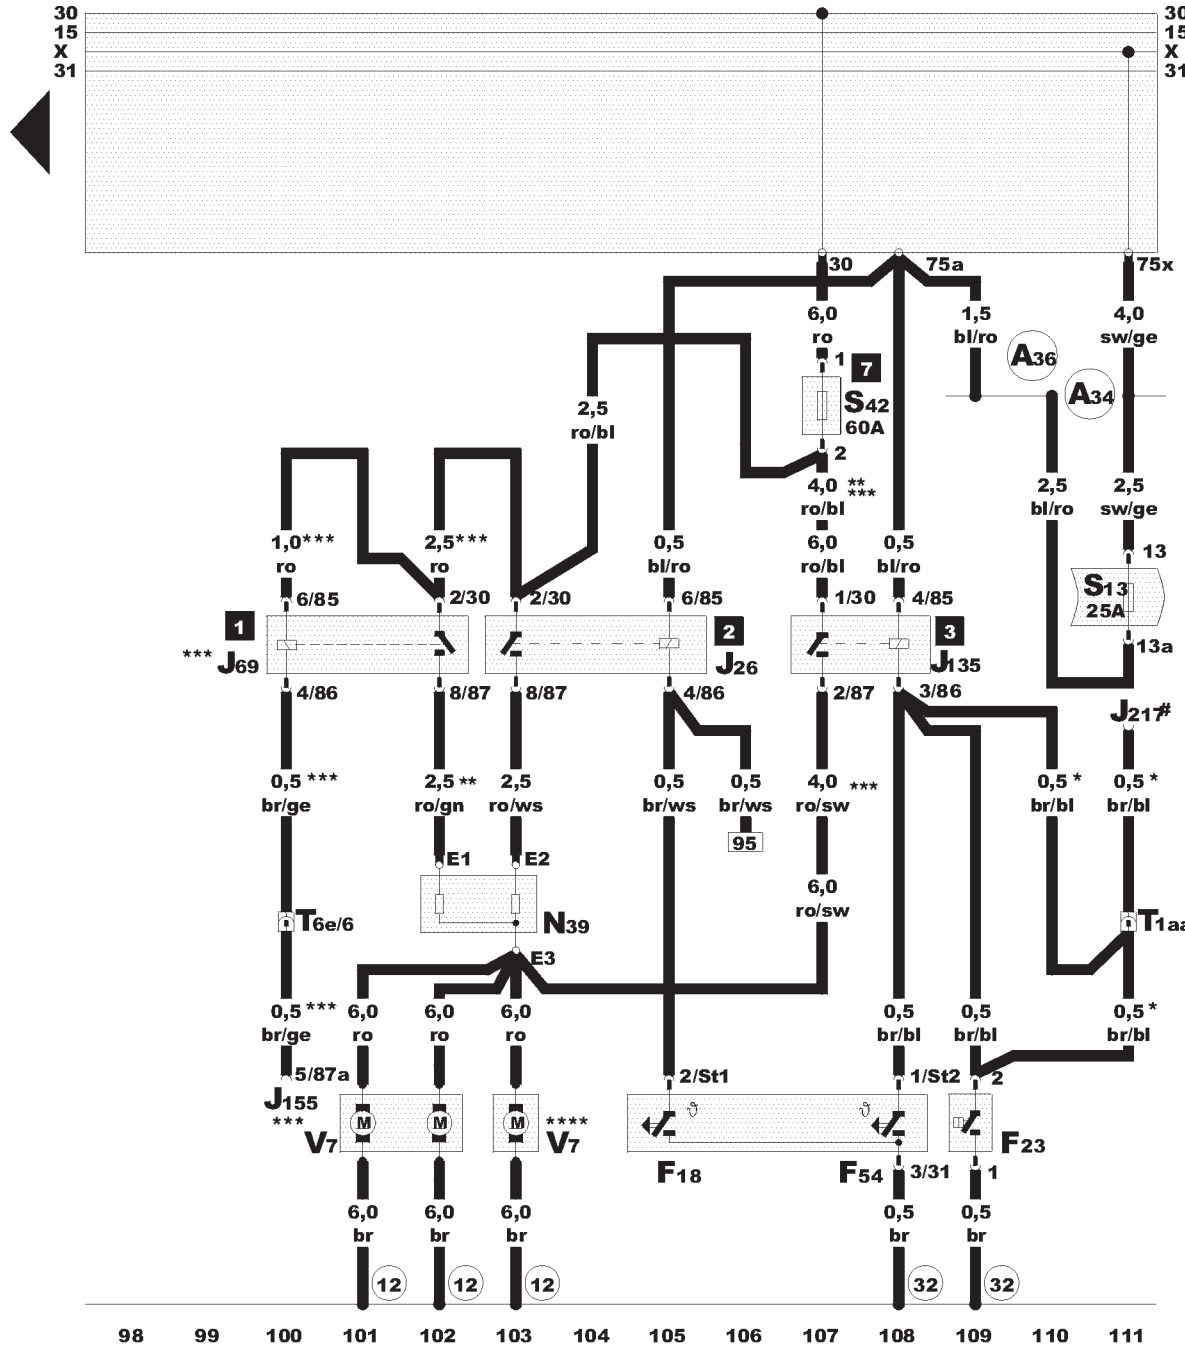 30 30
15 15
X X
31 31
30 75a 75x
6,0 1,5 4,0
ro bl/ro sw/ge
A36
1 7
A34
S42
60A
2,5
ro/bl
2
4,0 ** 2,5 2,5
*** 
ro/bl bl/ro sw/ge
1,0*** 2,5*** 0,5 6,0 0,5
ro ro bl/ro ro/bl bl/ro
13
S13
25A
6/85 2/30 2/30 6/85 1/30 4/85
1 2 3
*** J69 J26 J135
13a
4/86 8/87 8/87 4/86 2/87 3/86
J217#
0,5 *** 2,5 ** 2,5 0,5 0,5 4,0 *** 0,5 * 0,5 *
br/ge ro/gn ro/ws br/ws br/ws ro/sw br/bl br/bl
95
E1 E2
6,0
ro/sw
T6e/6 N39 T1aa
E3
0,5 *** 6,0 6,0 6,0 0,5 0,5 0,5 *
br/ge ro ro ro br/bl br/bl br/bl
5/87a 2/St1 1/St2 2
J155
ϑ ϑ
*** M M M ****
V7 V7 F23
F18 F54 3/31 1
6,0 6,0 6,0 0,5 0,5
br br br br br
12 12 12 32 32
98 99 100 101 102 103 104 105 106 107 108 109 110 111